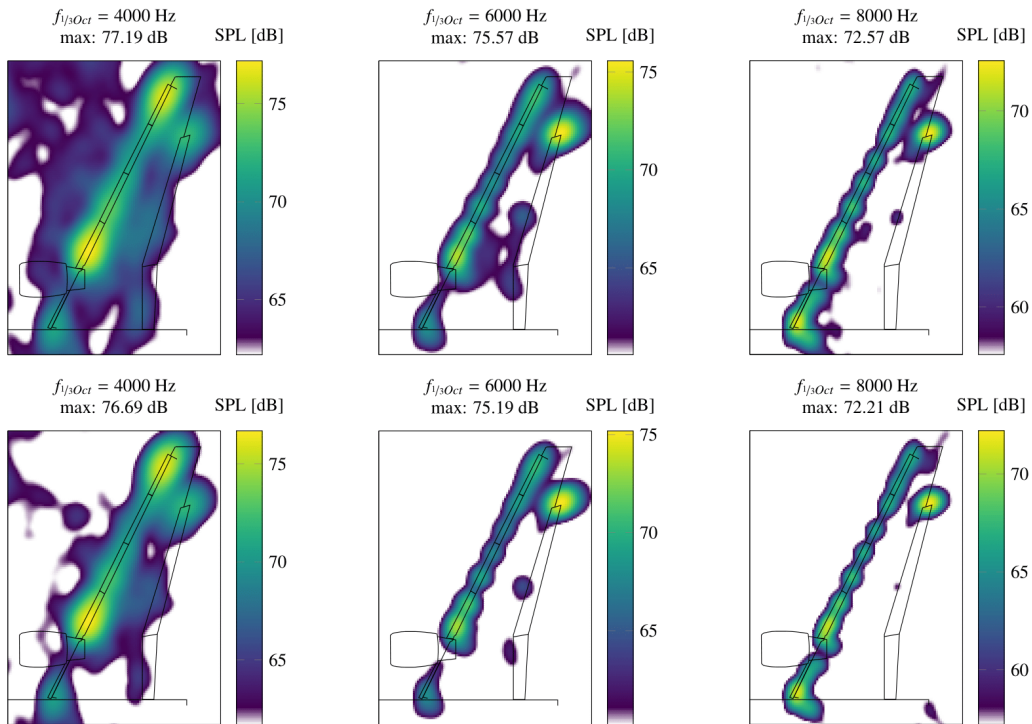 f1/3Oct = 4000 Hz
max: 77.19 dB
SPL [dB]
75
70
65
f1/3Oct = 6000 Hz
max: 75.57 dB
SPL [dB]
75
70
65
f1/3Oct = 8000 Hz
max: 72.57 dB
SPL [dB]
70
65
60
f1/3Oct = 4000 Hz
max: 76.69 dB
SPL [dB]
75
70
65
f1/3Oct = 6000 Hz
max: 75.19 dB
SPL [dB]
75
70
65
f1/3Oct = 8000 Hz
max: 72.21 dB
SPL [dB]
70
65
60